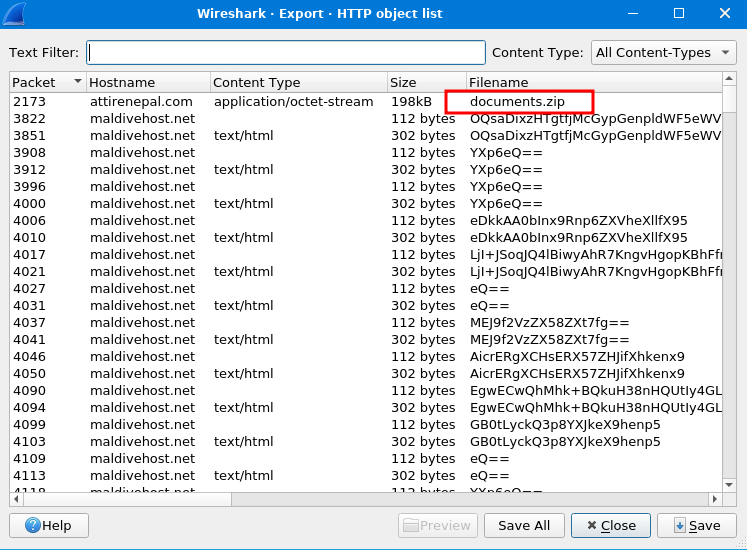 Wireshark · Export · HTTP object list
Text Filter: Content Type: All Content-Types
Packet Hostname Content Type Size Filename
2173 attirenepal.com application/octet-stream 198kB documents.zip
3822 maldivehost.net 112 bytes OQsaDixzHTgtfjMcGypGenpldWF5eWV
3851 maldivehost.net text/html 302 bytes OQsaDixzHTgtfjMcGypGenpldWF5eWV
3908 maldivehost.net 112 bytes YXp6eQ==
3912 maldivehost.net text/html 302 bytes YXp6eQ==
3996 maldivehost.net 112 bytes YXp6eQ==
4000 maldivehost.net text/html 302 bytes YXp6eQ==
4006 maldivehost.net 112 bytes eDkkAA0bInx9Rnp6ZXVheXllfX95
4010 maldivehost.net text/html 302 bytes eDkkAA0bInx9Rnp6ZXVheXllfX95
4017 maldivehost.net 112 bytes LjI+JSoqJQ4lBiwyAhR7KngvHgopKBhFf
4021 maldivehost.net text/html 302 bytes LjI+JSoqJQ4lBiwyAhR7KngvHgopKBhFf
4027 maldivehost.net 112 bytes eQ==
4031 maldivehost.net text/html 302 bytes eQ==
4037 maldivehost.net 112 bytes MEJ9f2VzZX58ZXt7fg==
4041 maldivehost.net text/html 302 bytes MEJ9f2VzZX58ZXt7fg==
4046 maldivehost.net 112 bytes AicrERgXCHsERX57ZHJifXhkenx9
4050 maldivehost.net text/html 302 bytes AicrERgXCHsERX57ZHJifXhkenx9
4090 maldivehost.net 112 bytes EgwECwQhMhk+BQkuH38nHQUtIy4GL
4094 maldivehost.net text/html 302 bytes EgwECwQhMhk+BQkuH38nHQUtIy4GL
4099 maldivehost.net 112 bytes GB0tLyckQ3p8YXJkeX9henp5
4103 maldivehost.net text/html 302 bytes GB0tLyckQ3p8YXJkeX9henp5
4109 maldivehost.net 112 bytes eQ==
4113 maldivehost.net text/html 302 bytes eQ==
4118 maldivehost.net 112 bytes YXp6eQ==
Help Preview Save All Close Save